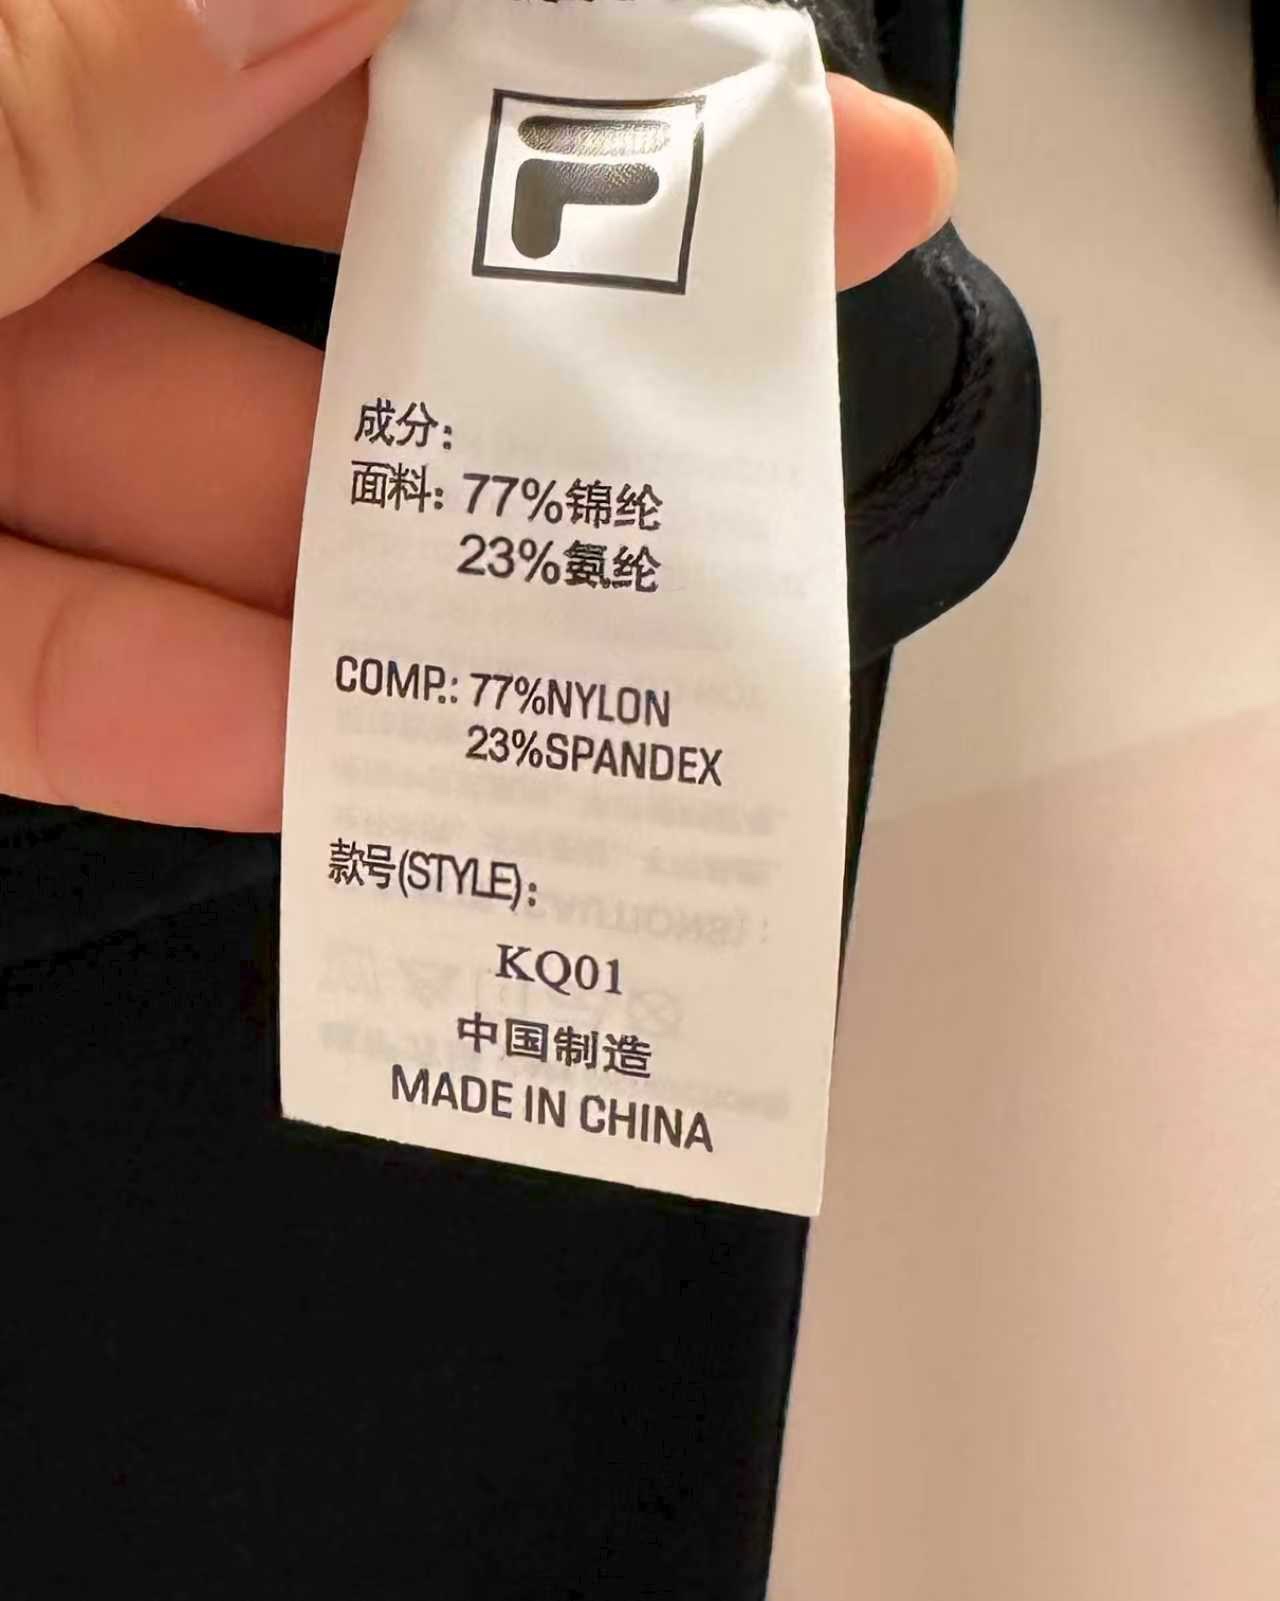 成分:
面料: 77%锦纶
23%氨纶
COMP.: 77%NYLON
23%SPANDEX
款号(STYLE):
KQ01
中国制造
MADE IN CHINA